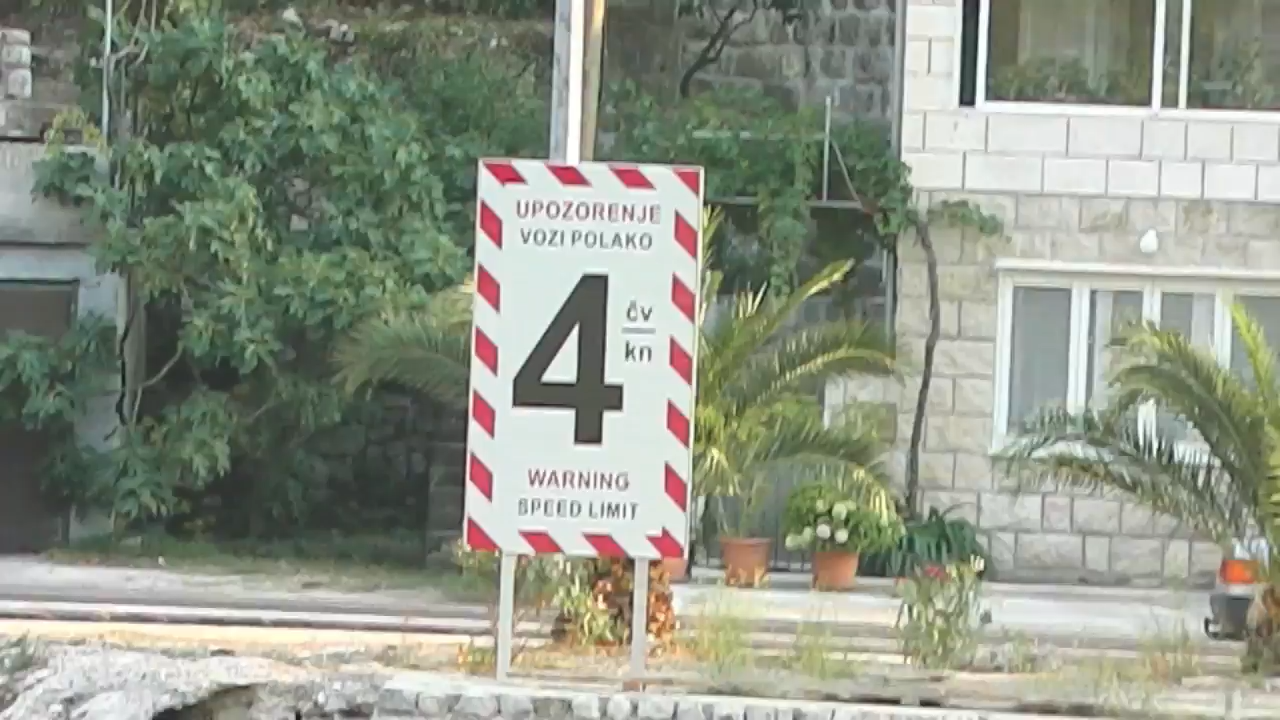 UPOZORENJE
VOZI POLAKO
4 čv
kn
WARNING
SPEED LIMIT